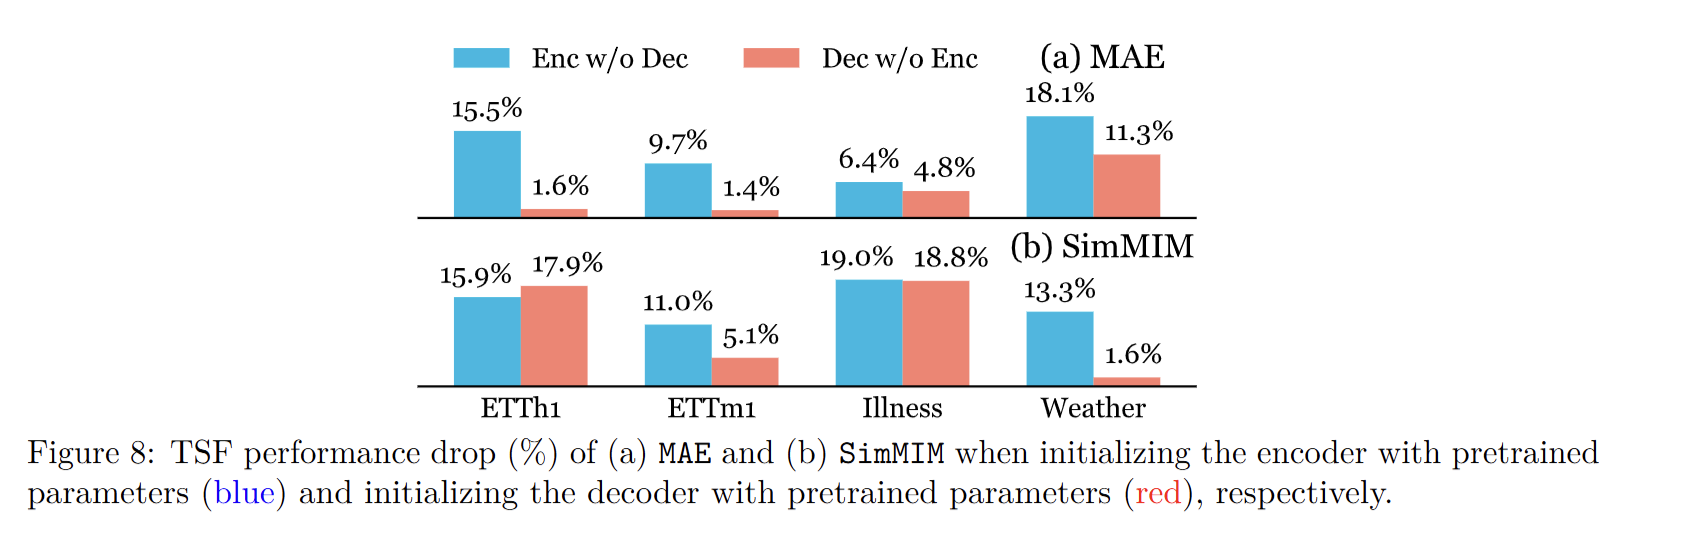 Enc w/o Dec Dec w/o Enc (a) MAE
15.5% 1.6% 9.7% 1.4% 6.4% 4.8% 18.1% 11.3%
(b) SimMIM
15.9% 17.9% 11.0% 5.1% 19.0% 18.8% 13.3% 1.6%
ETTh1 ETTm1 Illness Weather
Figure 8: TSF performance drop (%) of (a) MAE and (b) SimMIM when initializing the encoder with pretrained
parameters (blue) and initializing the decoder with pretrained parameters (red), respectively.